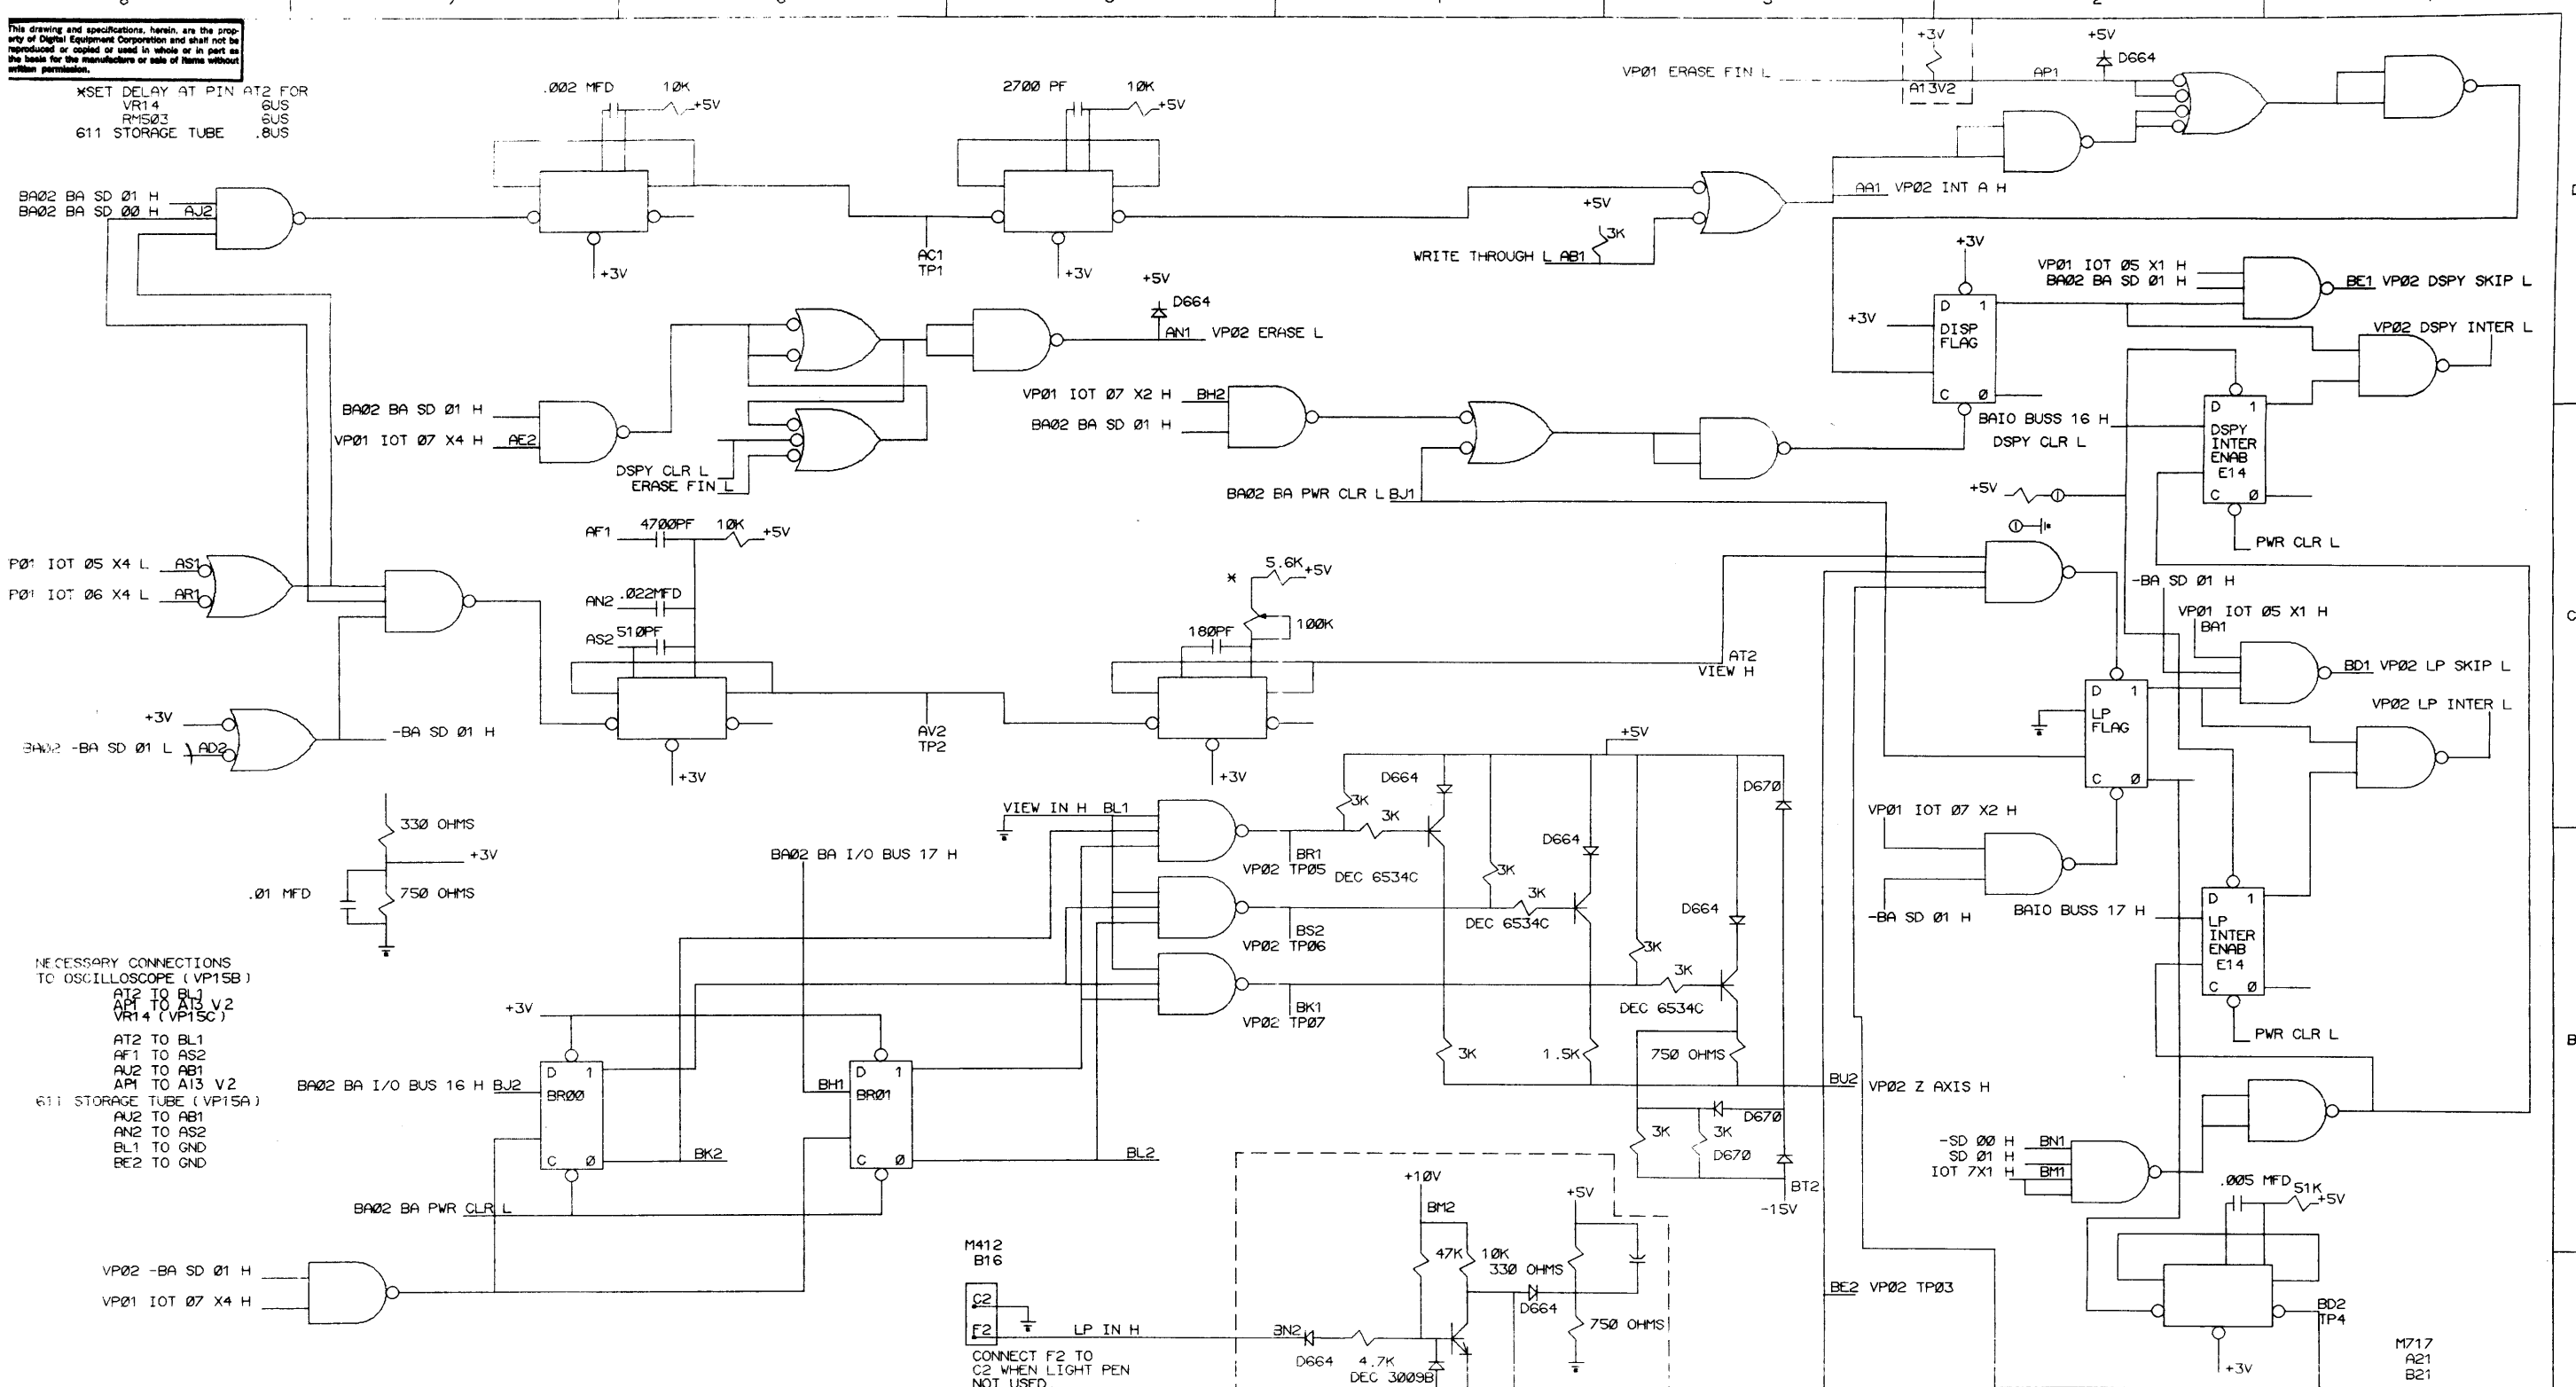 This drawing and specifications, herein, are the prop-
erty of Digital Equipment Corporation and shall not be
reproduced or copied or used in whole or in part as
the basis for the manufacture or sale of items without
written permission.
*SET DELAY AT PIN AT2 FOR
VR14 6US
RM503 6US
611 STORAGE TUBE .8US
.002 MFD 10K
+5V
2700 PF 10K
+5V
VP01 ERASE FIN L
+3V
A13V2
AP1
+5V
D664
BA02 BA SD 01 H
BA02 BA SD 00 H AJ2
+3V
AC1
TP1
+3V
+5V
3K
WRITE THROUGH L AB1
AA1 VP02 INT A H
+5V
D664
AN1 VP02 ERASE L
BA02 BA SD 01 H
VP01 IOT 07 X4 H AE2
DSPY CLR L
ERASE FIN L
VP01 IOT 07 X2 H BH2
BA02 BA SD 01 H
BA02 BA PWR CLR L BJ1
+3V
+3V
D 1
DISP
FLAG
C 0
VP01 IOT 05 X1 H
BA02 BA SD 01 H
BE1 VP02 DSPY SKIP L
VP02 DSPY INTER L
BAIO BUSS 16 H
DSPY CLR L
D 1
DSPY
INTER
ENAB
E14
C 0
+5V
PWR CLR L
P01 IOT 05 X4 L AS1
P01 IOT 06 X4 L AR1
AF1 4700PF 10K +5V
AN2 .022MFD
AS2 510PF
+3V
AV2
TP2
* 5.6K +5V
100K
180PF
+3V
AT2
VIEW H
+3V
BA02 -BA SD 01 L AD2
-BA SD 01 H
-BA SD 01 H
VP01 IOT 05 X1 H
BA1
BD1 VP02 LP SKIP L
D 1
LP
FLAG
C 0
VP02 LP INTER L
VP01 IOT 07 X2 H
-BA SD 01 H
BAIO BUSS 17 H
D 1
LP
INTER
ENAB
E14
C 0
PWR CLR L
330 OHMS
+3V
.01 MFD
750 OHMS
VIEW IN H BL1
BA02 BA I/O BUS 17 H
BR1
VP02 TP05
BS2
VP02 TP06
BK1
VP02 TP07
+5V
D664
D670
3K
3K
DEC 6534C
D664
3K
3K
DEC 6534C
D664
3K
3K
DEC 6534C
3K
1.5K
750 OHMS
BU2 VP02 Z AXIS H
D670
3K
3K
D670
BT2
-15V
NECESSARY CONNECTIONS
TO OSCILLOSCOPE (VP15B)
AT2 TO BL1
AP1 TO A13 V2
VR14 (VP15C)
AT2 TO BL1
AF1 TO AS2
AU2 TO AB1
AP1 TO A13 V2
611 STORAGE TUBE (VP15A)
AU2 TO AB1
AN2 TO AS2
BL1 TO GND
BE2 TO GND
+3V
BA02 BA I/O BUS 16 H BJ2
D 1
BR00
C 0
BK2
BH1
D 1
BR01
C 0
BL2
BA02 BA PWR CLR L
VP02 -BA SD 01 H
VP01 IOT 07 X4 H
M412
B16
C2
F2
CONNECT F2 TO
C2 WHEN LIGHT PEN
NOT USED.
LP IN H
BN2
D664
4.7K
DEC 3009B
+10V
BM2
47K 10K
+5V
330 OHMS
D664
750 OHMS
BE2 VP02 TP03
-SD 00 H BN1
SD 01 H
IOT 7X1 H BM1
.005 MFD 51K
+5V
BD2
TP4
+3V
M717
A21
B21